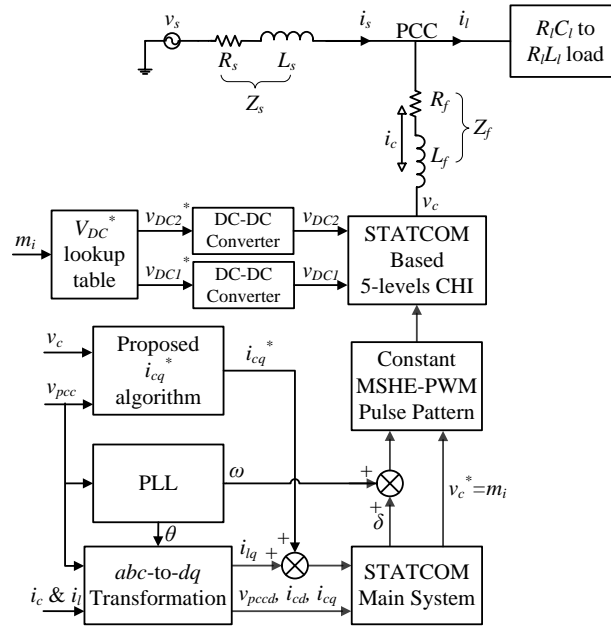 v_s
i_s
PCC
i_l
R_lC_l to
R_lL_l load
R_s
L_s
Z_s
R_f
Z_f
i_c
L_f
v_c
m_i
V_DC^*
lookup
table
v_DC2^*
DC-DC
Converter
v_DC2
v_DC1^*
DC-DC
Converter
v_DC1
STATCOM
Based
5-levels CHI
v_c
v_pcc
Proposed
i_cq^*
algorithm
i_cq^*
Constant
MSHE-PWM
Pulse Pattern
PLL
ω
+
+
δ
v_c^*=m_i
θ
i_c & i_l
abc-to-dq
Transformation
i_lq
+
+
v_pccd, i_cd, i_cq
STATCOM
Main System